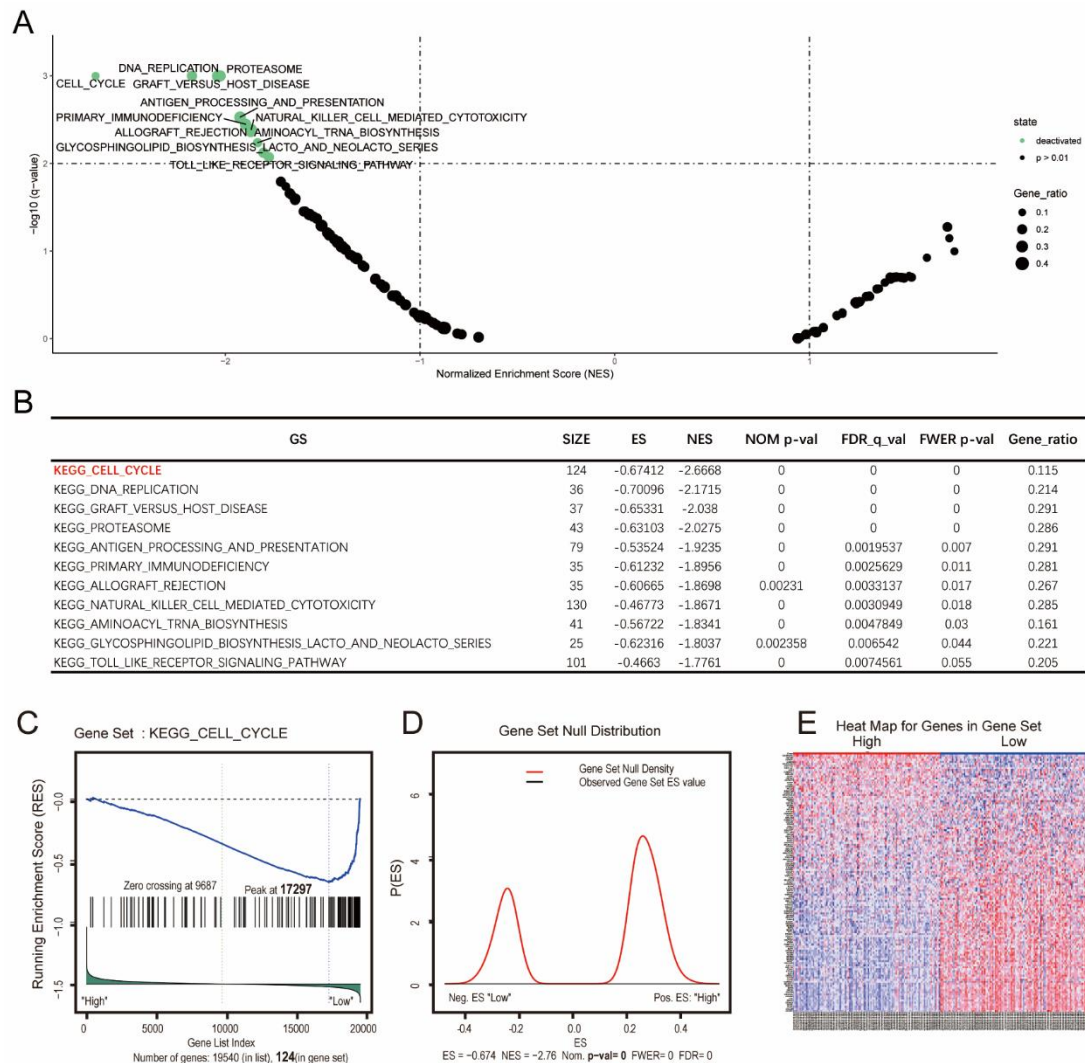 A
DNA_REPLICATION PROTEASOME
CELL_CYCLE GRAFT_VERSUS_HOST_DISEASE
ANTIGEN_PROCESSING_AND_PRESENTATION
PRIMARY_IMMUNODEFICIENCY NATURAL_KILLER_CELL_MEDIATED_CYTOTOXICITY
ALLOGRAFT_REJECTION AMINOACYL_TRNA_BIOSYNTHESIS
GLYCOSPHINGOLIPID_BIOSYNTHESIS_LACTO_AND_NEOLACTO_SERIES
TOLL_LIKE_RECEPTOR_SIGNALING_PATHWAY
−log10 (q-value)
3
2
1
0
−2 −1 0 1
Normalized Enrichment Score (NES)
state
deactivated
p > 0.01
Gene_ratio
0.1
0.2
0.3
0.4
B
GS SIZE ES NES NOM p-val FDR_q_val FWER p-val Gene_ratio
KEGG_CELL_CYCLE 124 -0.67412 -2.6668 0 0 0 0.115
KEGG_DNA_REPLICATION 36 -0.70096 -2.1715 0 0 0 0.214
KEGG_GRAFT_VERSUS_HOST_DISEASE 37 -0.65331 -2.038 0 0 0 0.291
KEGG_PROTEASOME 43 -0.63103 -2.0275 0 0 0 0.286
KEGG_ANTIGEN_PROCESSING_AND_PRESENTATION 79 -0.53524 -1.9235 0 0.0019537 0.007 0.291
KEGG_PRIMARY_IMMUNODEFICIENCY 35 -0.61232 -1.8956 0 0.0025629 0.011 0.281
KEGG_ALLOGRAFT_REJECTION 35 -0.60665 -1.8698 0.00231 0.0033137 0.017 0.267
KEGG_NATURAL_KILLER_CELL_MEDIATED_CYTOTOXICITY 130 -0.46773 -1.8671 0 0.0030949 0.018 0.285
KEGG_AMINOACYL_TRNA_BIOSYNTHESIS 41 -0.56722 -1.8341 0 0.0047849 0.03 0.161
KEGG_GLYCOSPHINGOLIPID_BIOSYNTHESIS_LACTO_AND_NEOLACTO_SERIES 25 -0.62316 -1.8037 0.002358 0.006542 0.044 0.221
KEGG_TOLL_LIKE_RECEPTOR_SIGNALING_PATHWAY 101 -0.4663 -1.7761 0 0.0074561 0.055 0.205
C
Gene Set : KEGG_CELL_CYCLE
Running Enrichment Score (RES)
−0.0
−0.5
−1.0
−1.5
Zero crossing at 9687
Peak at 17297
"High" "Low"
0 5000 10000 15000 20000
Gene List Index
Number of genes: 19540 (in list), 124(in gene set)
D
Gene Set Null Distribution
Gene Set Null Density
Observed Gene Set ES value
P(ES)
6
4
2
0
Neg. ES "Low" Pos. ES: "High"
-0.4 -0.2 0.0 0.2 0.4
ES
ES = −0.674 NES = −2.76 Nom. p-val= 0 FWER= 0 FDR= 0
E
Heat Map for Genes in Gene Set
High Low